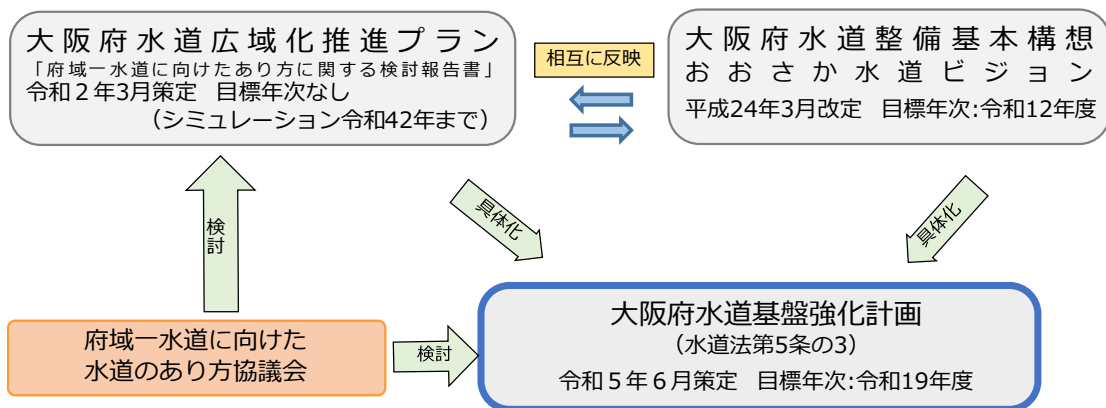 大阪府水道広域化推進プラン
「府域一水道に向けたあり方に関する検討報告書」
令和２年3月策定　目標年次なし
（シミュレーション令和42年まで）
相互に反映
大阪府水道整備基本構想
おおさか水道ビジョン
平成24年3月改定　目標年次:令和12年度
検討
具体化
具体化
府域一水道に向けた
水道のあり方協議会
検討
大阪府水道基盤強化計画
（水道法第5条の3）
令和５年６月策定　目標年次:令和19年度